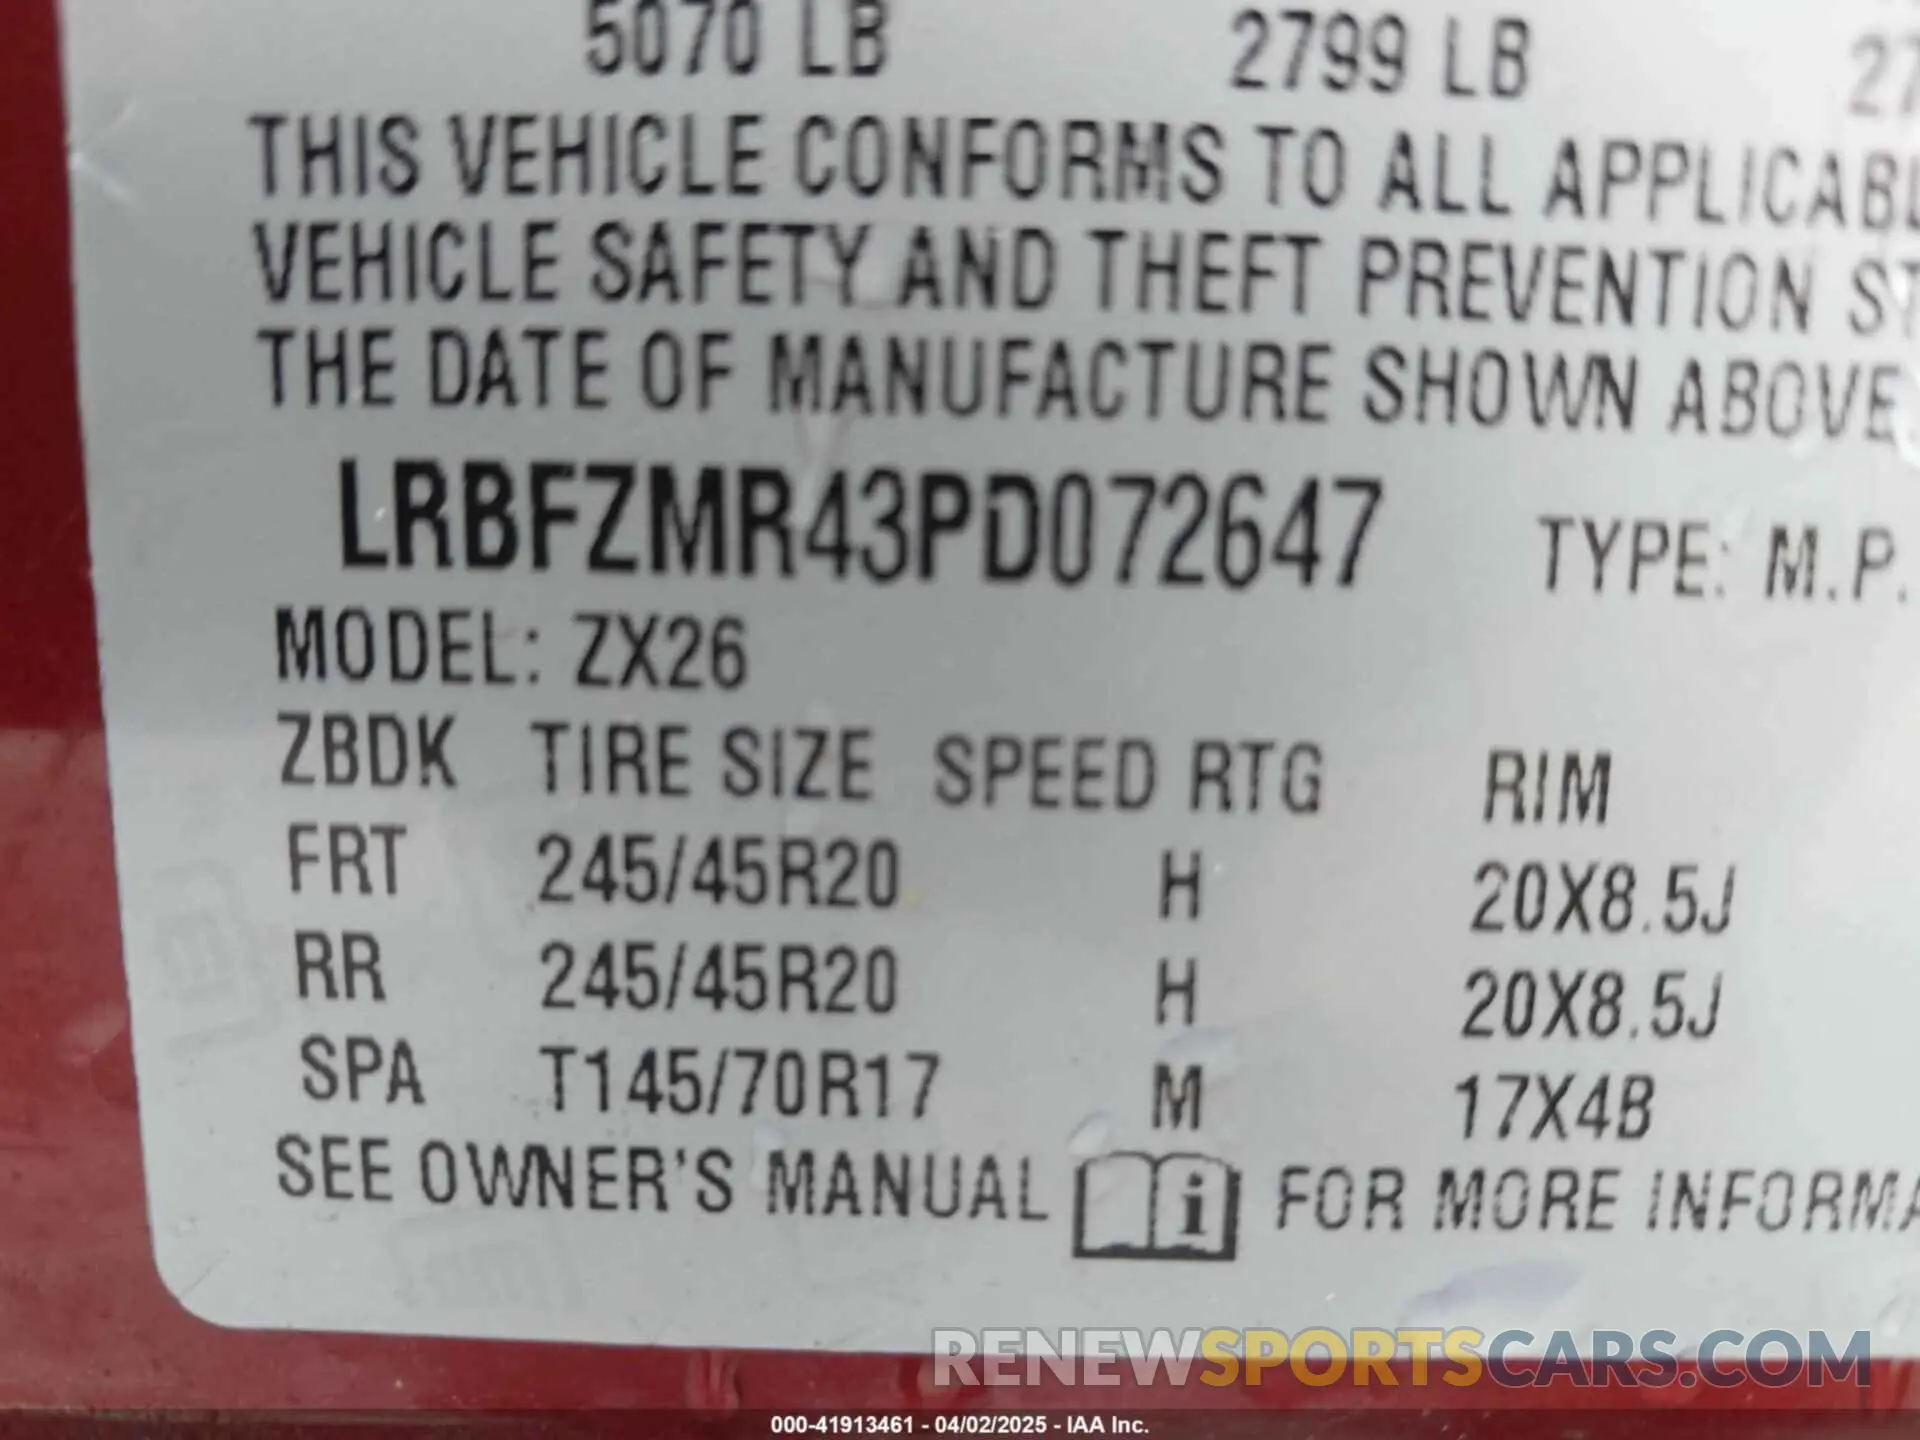 5070 LB 2799 LB 27
THIS VEHICLE CONFORMS TO ALL APPLICABL
VEHICLE SAFETY AND THEFT PREVENTION ST
THE DATE OF MANUFACTURE SHOWN ABOVE.
LRBFZMR43PD072647 TYPE: M.P.
MODEL: ZX26
ZBDK TIRE SIZE SPEED RTG RIM
FRT 245/45R20 H 20X8.5J
RR 245/45R20 H 20X8.5J
SPA T145/70R17 M 17X4B
SEE OWNER'S MANUAL i FOR MORE INFORMA
RENEWSPORTSCARS.COM
000-41913461 - 04/02/2025 - IAA Inc.